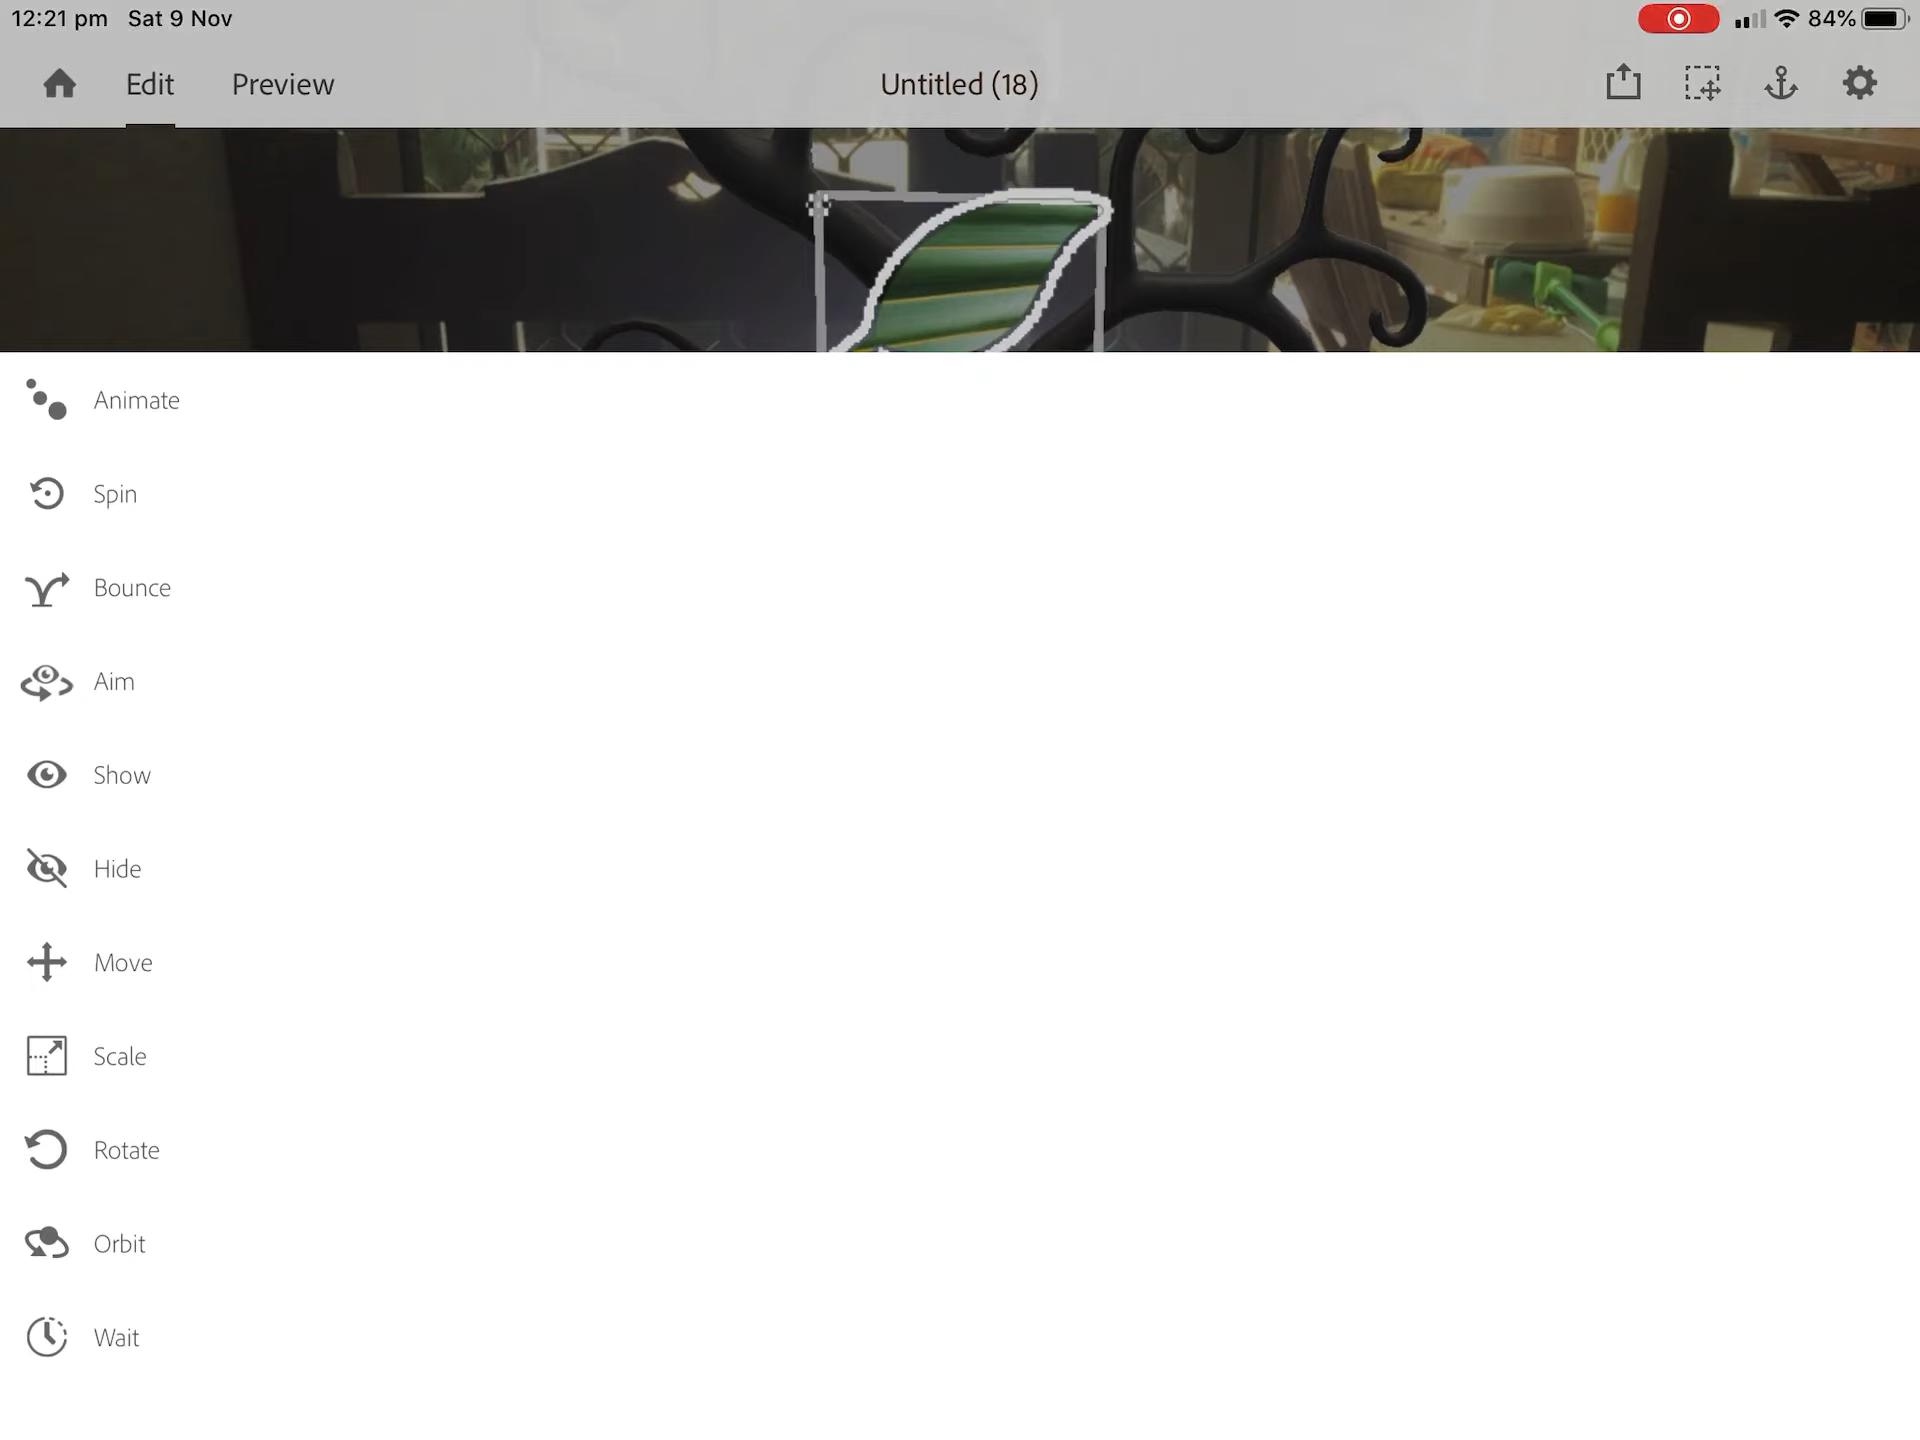 12:21 pm Sat 9 Nov 84%
Edit Preview Untitled (18)
Animate
Spin
Bounce
Aim
Show
Hide
Move
Scale
Rotate
Orbit
Wait